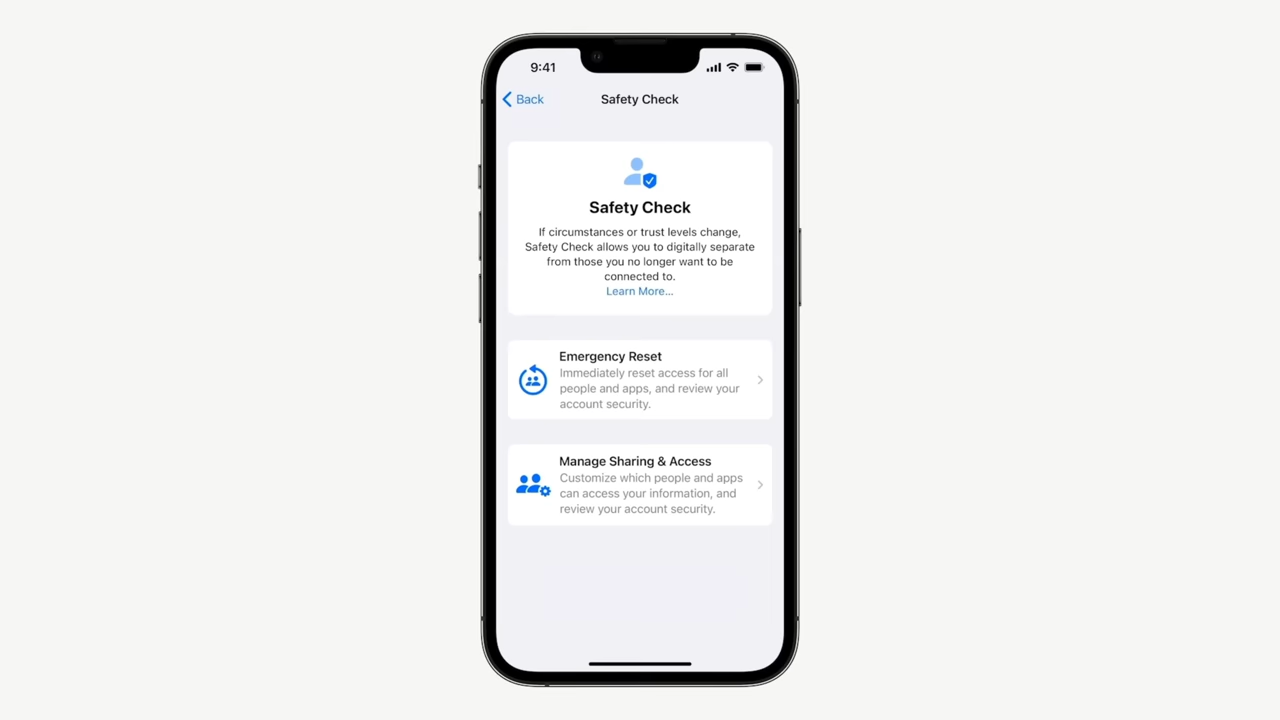 9:41
Back
Safety Check
Safety Check
If circumstances or trust levels change,
Safety Check allows you to digitally separate
from those you no longer want to be
connected to.
Learn More...
Emergency Reset
Immediately reset access for all
people and apps, and review your
account security.
Manage Sharing & Access
Customize which people and apps
can access your information, and
review your account security.